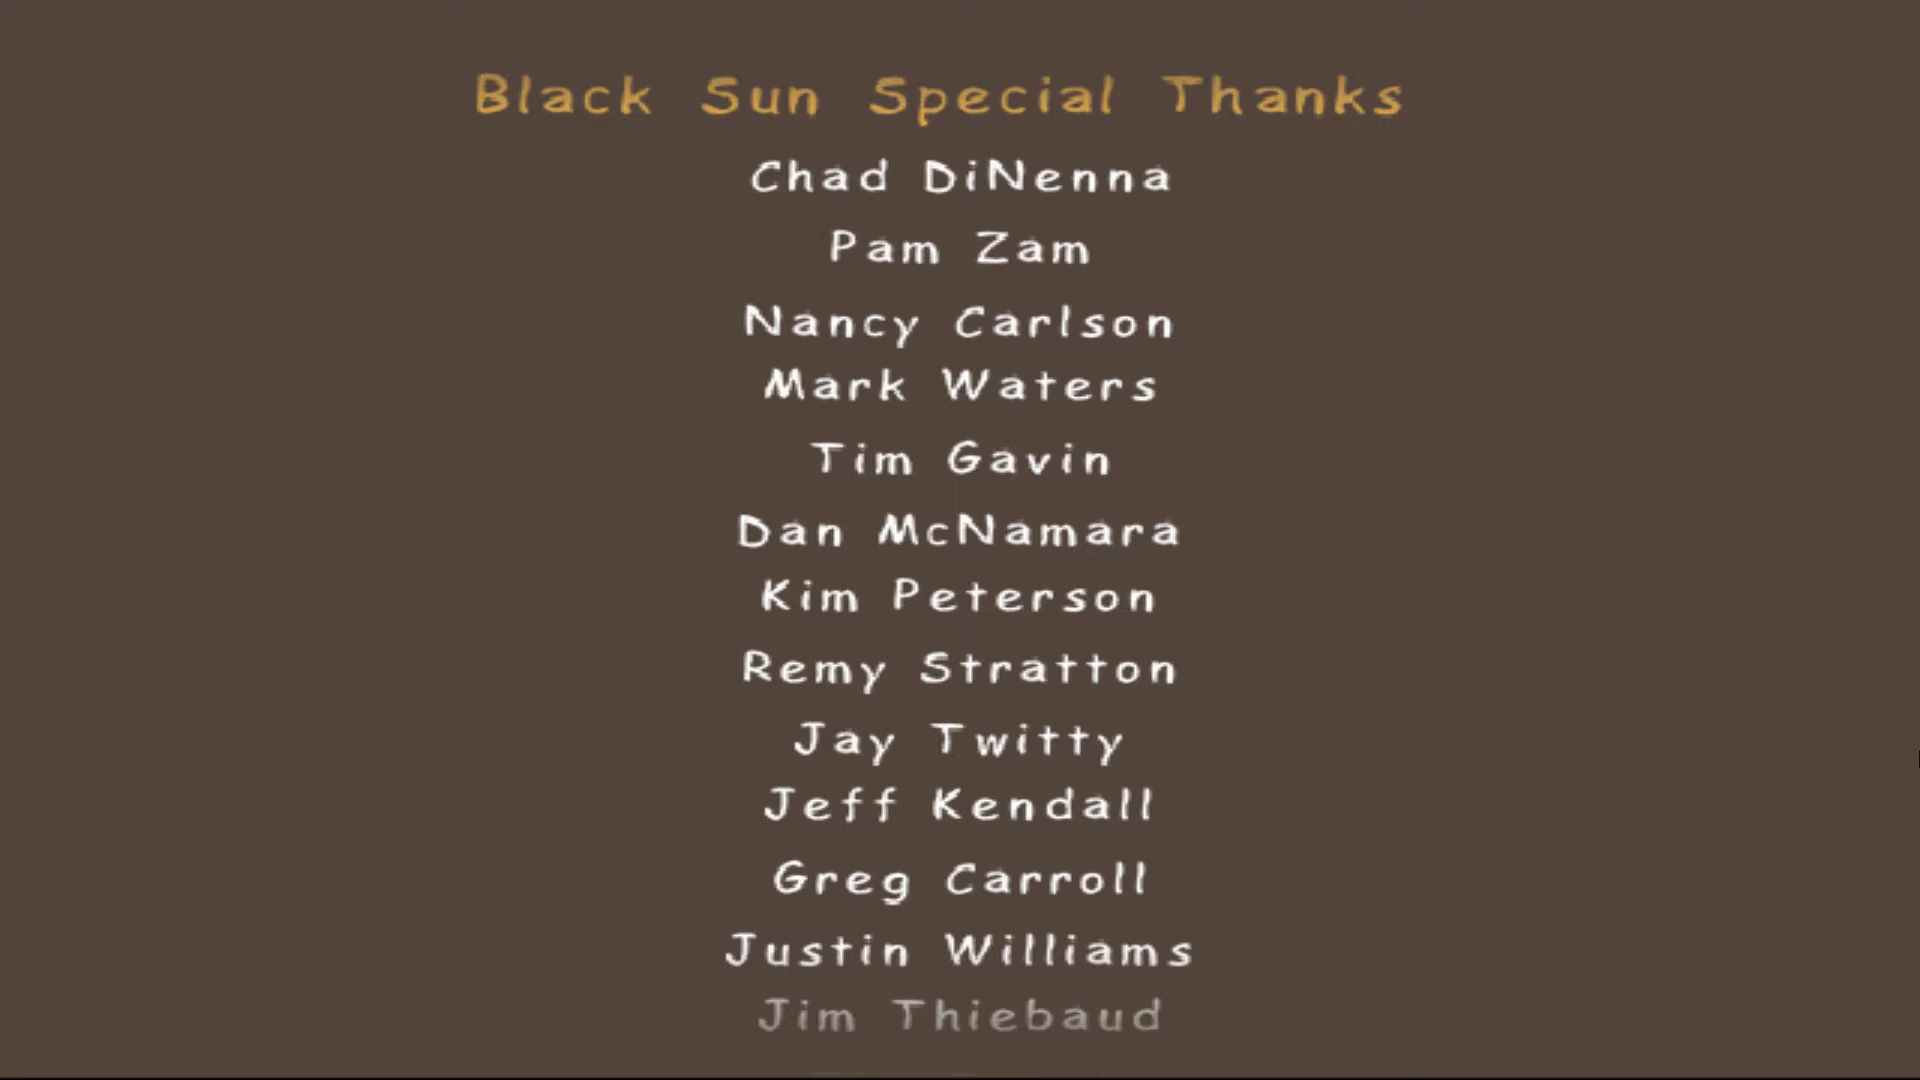 Black Sun Special Thanks
Chad DiNenna
Pam Zam
Nancy Carlson
Mark Waters
Tim Gavin
Dan McNamara
Kim Peterson
Remy Stratton
Jay Twitty
Jeff Kendall
Greg Carroll
Justin Williams
Jim Thiebaud